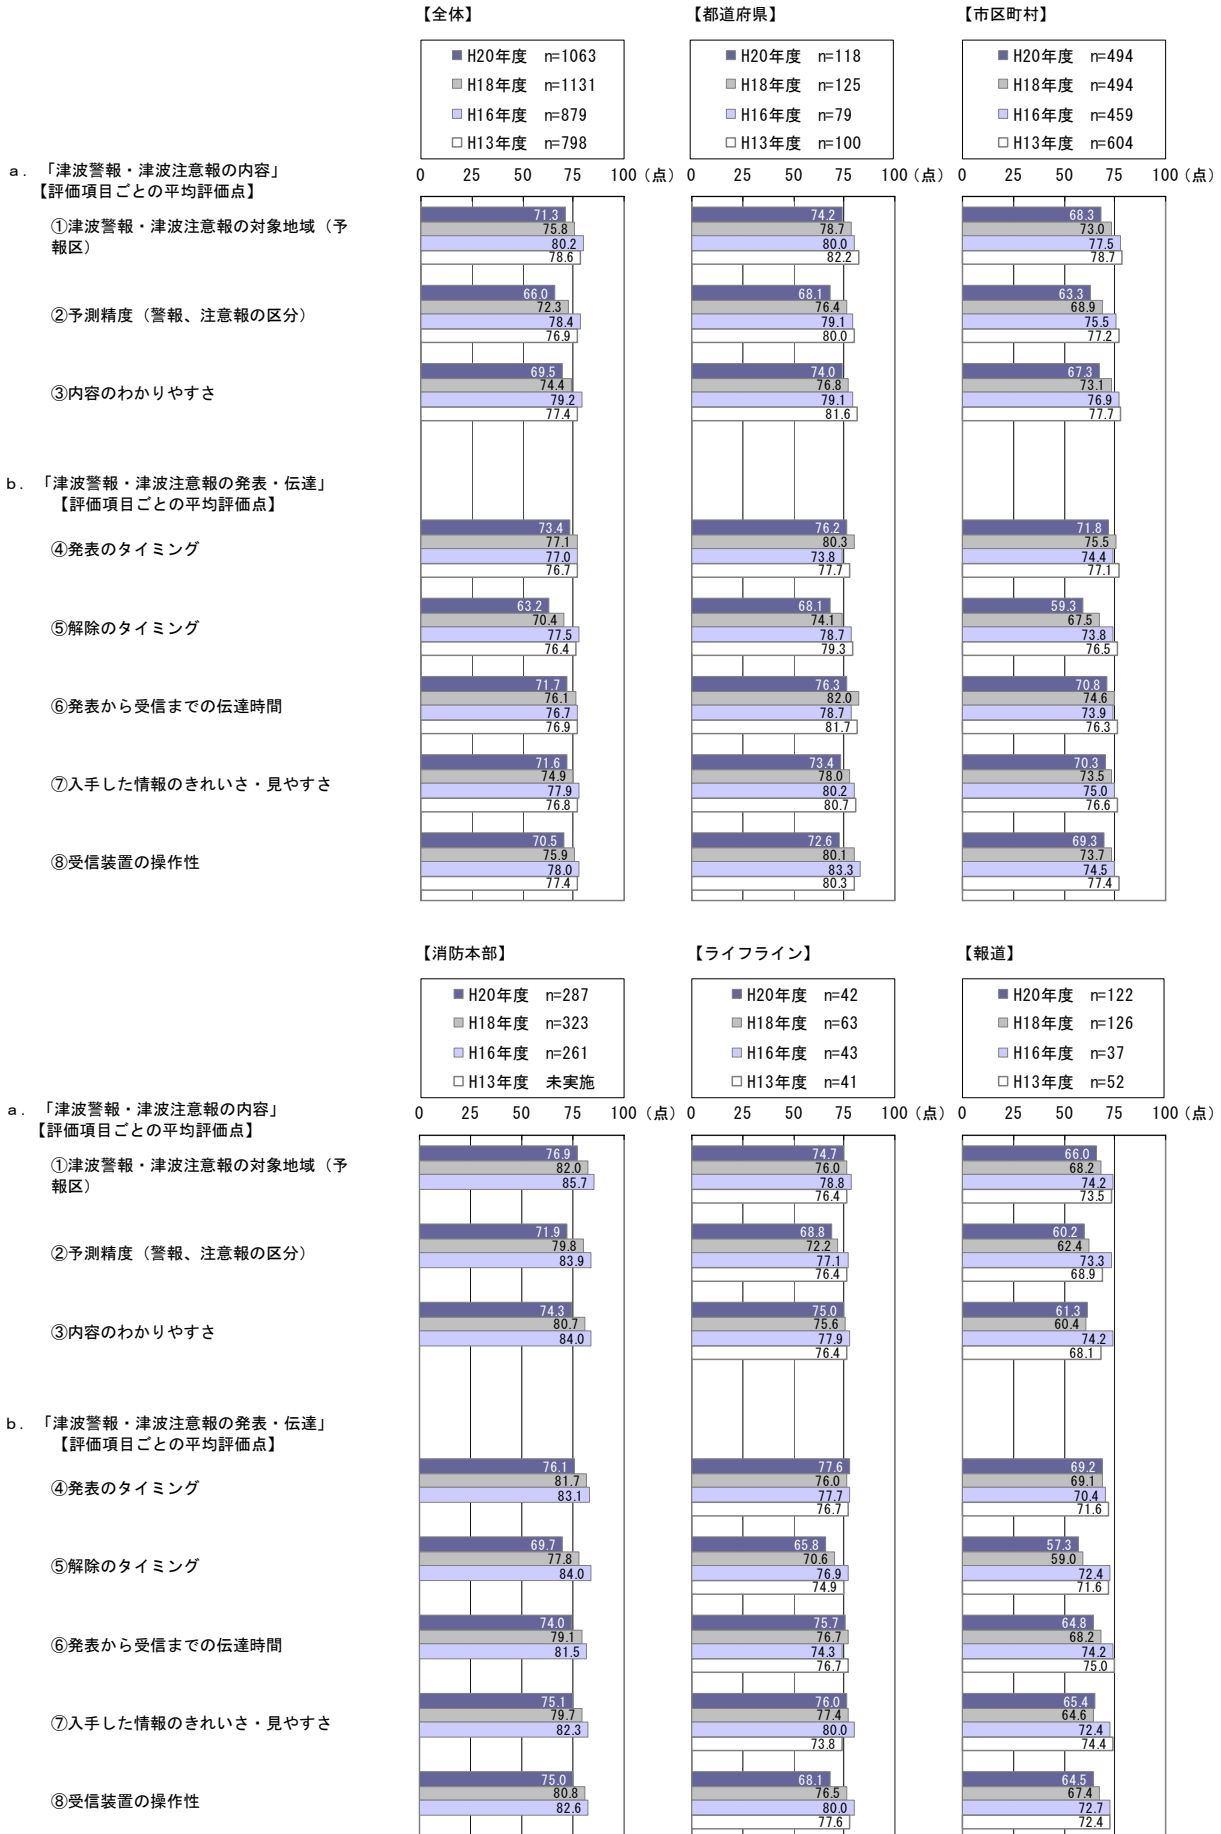 【全体】 【都道府県】 【市区町村】
H20年度 n=1063 H20年度 n=118 H20年度 n=494
H18年度 n=1131 H18年度 n=125 H18年度 n=494
H16年度 n=879 H16年度 n=79 H16年度 n=459
H13年度 n=798 H13年度 n=100 H13年度 n=604
a. 「津波警報・津波注意報の内容」
【評価項目ごとの平均評価点】
0 25 50 75 100 (点) 0 25 50 75 100 (点) 0 25 50 75 100 (点)
①津波警報・津波注意報の対象地域（予
報区）
71.3 74.2 68.3
75.8 78.7 73.0
80.2 80.0 77.5
78.6 82.2 78.7
②予測精度（警報、注意報の区分）
66.0 68.1 63.3
72.3 76.4 68.9
78.4 79.1 75.5
76.9 80.0 77.2
③内容のわかりやすさ
69.5 74.0 67.3
74.4 76.8 73.1
79.2 79.1 76.9
77.4 81.6 77.7
b. 「津波警報・津波注意報の発表・伝達」
【評価項目ごとの平均評価点】
④発表のタイミング
73.4 76.2 71.8
77.1 80.3 75.5
77.0 73.8 74.4
76.7 77.7 77.1
⑤解除のタイミング
63.2 68.1 59.3
70.4 74.1 67.5
77.5 78.7 73.8
76.4 79.3 76.5
⑥発表から受信までの伝達時間
71.7 76.3 70.8
76.1 82.0 74.6
76.7 78.7 73.9
76.9 81.7 76.3
⑦入手した情報のきれいさ・見やすさ
71.6 73.4 70.3
74.9 78.0 73.5
77.9 80.2 75.0
76.8 80.7 76.6
⑧受信装置の操作性
70.5 72.6 69.3
75.9 80.1 73.7
78.0 83.3 74.5
77.4 80.3 77.4
【消防本部】 【ライフライン】 【報道】
H20年度 n=287 H20年度 n=42 H20年度 n=122
H18年度 n=323 H18年度 n=63 H18年度 n=126
H16年度 n=261 H16年度 n=43 H16年度 n=37
H13年度 未実施 H13年度 n=41 H13年度 n=52
a. 「津波警報・津波注意報の内容」
【評価項目ごとの平均評価点】
0 25 50 75 100 (点) 0 25 50 75 100 (点) 0 25 50 75 100 (点)
①津波警報・津波注意報の対象地域（予
報区）
76.9 74.7 66.0
82.0 76.0 68.2
85.7 78.8 74.2
76.4 73.5
②予測精度（警報、注意報の区分）
71.9 68.8 60.2
79.8 72.2 62.4
83.9 77.1 73.3
76.4 68.9
③内容のわかりやすさ
74.3 75.0 61.3
80.7 75.6 60.4
84.0 77.9 74.2
76.4 68.1
b. 「津波警報・津波注意報の発表・伝達」
【評価項目ごとの平均評価点】
④発表のタイミング
76.1 77.6 69.2
81.7 76.0 69.1
83.1 77.7 70.4
76.7 71.6
⑤解除のタイミング
69.7 65.8 57.3
77.8 70.6 59.0
84.0 76.9 72.4
74.9 71.6
⑥発表から受信までの伝達時間
74.0 75.7 64.8
79.1 76.7 68.2
81.5 74.3 74.2
76.7 75.0
⑦入手した情報のきれいさ・見やすさ
75.1 76.0 65.4
79.7 77.4 64.6
82.3 80.0 72.4
73.8 74.4
⑧受信装置の操作性
75.0 68.1 64.5
80.8 76.5 67.4
82.6 80.0 72.7
77.6 72.4